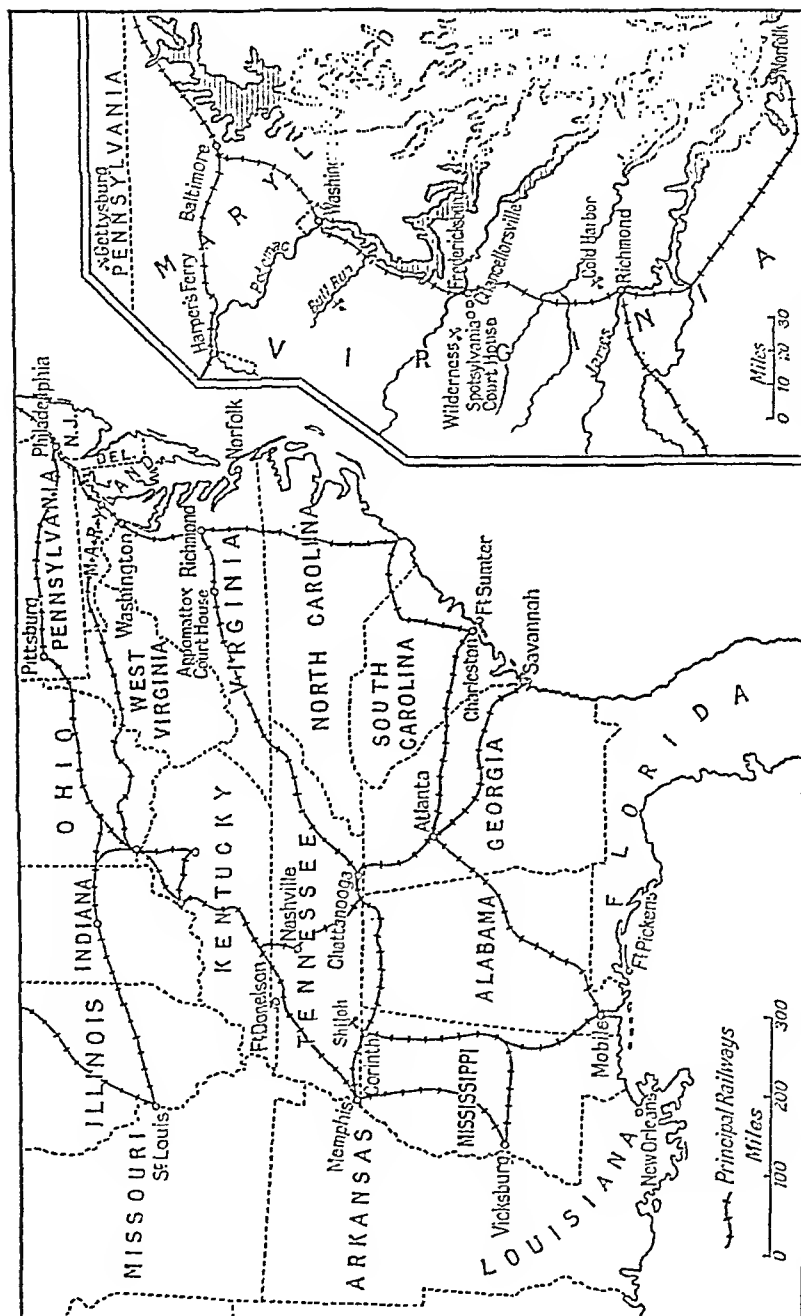 Philadelphia
Pittsburg
PENNSYLVANIA
N.J.
DEL.
MARYLAND
OHIO
Washington
WEST
VIRGINIA
Norfolk
Richmond
Appomattox
Court House
VIRGINIA
INDIANA
ILLINOIS
MISSOURI
St Louis
KENTUCKY
Ft Donelson
Nashville
TENNESSEE
Chattanooga
NORTH CAROLINA
SOUTH
CAROLINA
Ft Sumter
Charleston
Savannah
Shiloh
Corinth
Memphis
ARKANSAS
Atlanta
GEORGIA
ALABAMA
MISSISSIPPI
Vicksburg
Mobile
Ft Pickens
FLORIDA
LOUISIANA
New Orleans
Principal Railways
Miles
0 100 200 300
Gettysburg
PENNSYLVANIA
Harper's Ferry
Baltimore
Potomac
Bull Run
Fredericksburg
Wilderness
Chancellorsville
Spotsylvania
Court House
Cold Harbor
Richmond
James
Norfolk
Miles
0 10 20 30